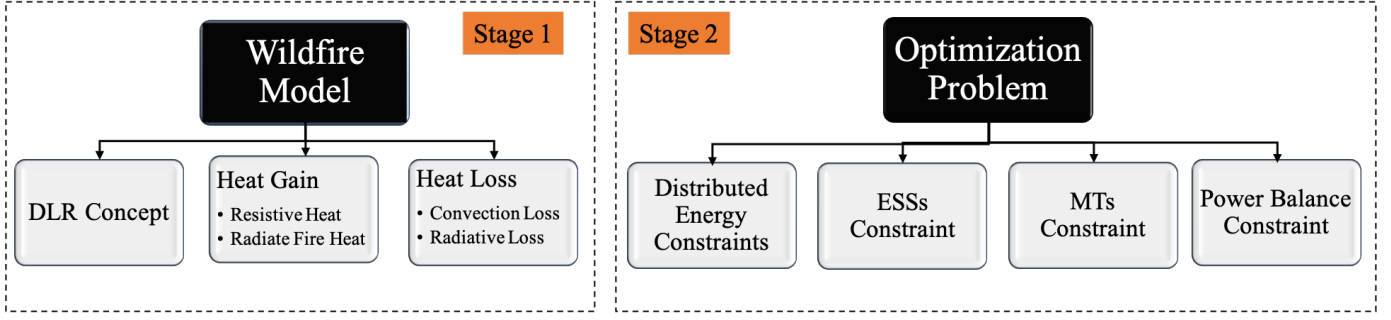 Stage 1
Wildfire
Model
DLR Concept
Heat Gain
• Resistive Heat
• Radiate Fire Heat
Heat Loss
• Convection Loss
• Radiative Loss
Stage 2
Optimization
Problem
Distributed
Energy
Constraints
ESSs
Constraint
MTs
Constraint
Power Balance
Constraint